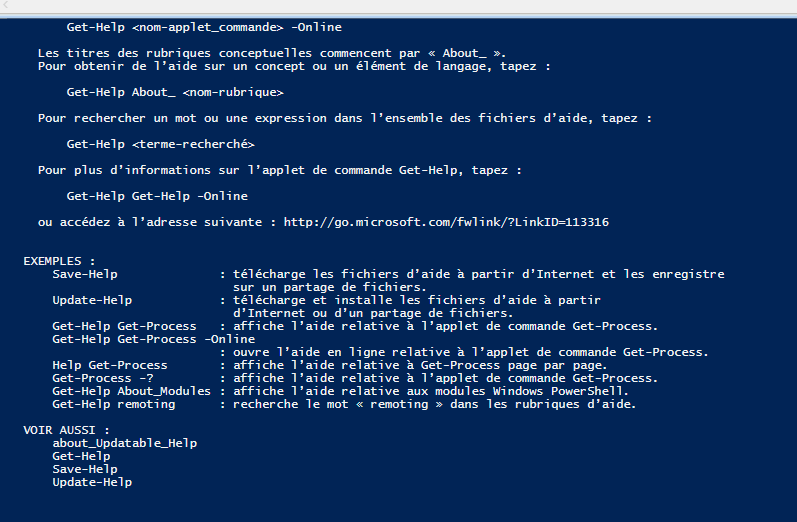 Get-Help <nom-applet_commande> -Online
Les titres des rubriques conceptuelles commencent par « About_ ».
Pour obtenir de l’aide sur un concept ou un élément de langage, tapez :
Get-Help About_ <nom-rubrique>
Pour rechercher un mot ou une expression dans l’ensemble des fichiers d’aide, tapez :
Get-Help <terme-recherché>
Pour plus d’informations sur l’applet de commande Get-Help, tapez :
Get-Help Get-Help -Online
ou accédez à l’adresse suivante : http://go.microsoft.com/fwlink/?LinkID=113316
EXEMPLES :
Save-Help : télécharge les fichiers d’aide à partir d’Internet et les enregistre
sur un partage de fichiers.
Update-Help : télécharge et installe les fichiers d’aide à partir
d’Internet ou d’un partage de fichiers.
Get-Help Get-Process : affiche l’aide relative à l’applet de commande Get-Process.
Get-Help Get-Process -Online
: ouvre l’aide en ligne relative à l’applet de commande Get-Process.
Help Get-Process : affiche l’aide relative à Get-Process page par page.
Get-Process -? : affiche l’aide relative à l’applet de commande Get-Process.
Get-Help About_Modules : affiche l’aide relative aux modules Windows PowerShell.
Get-Help remoting : recherche le mot « remoting » dans les rubriques d’aide.
VOIR AUSSI :
about_Updatable_Help
Get-Help
Save-Help
Update-Help